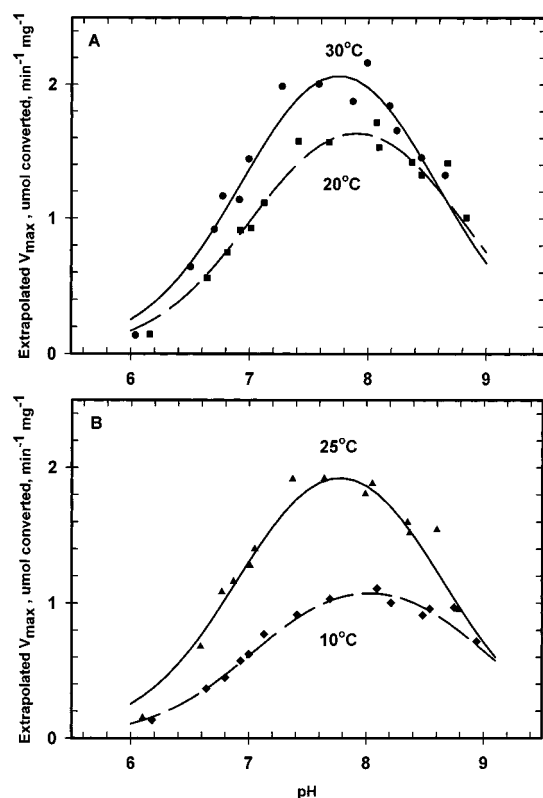 A
30°C
20°C
Extrapolated Vmax , umol converted, min-1 mg-1
2
1
0
6
7
8
9
B
25°C
10°C
Extrapolated Vmax , umol converted, min-1 mg-1
2
1
0
6
7
8
9
pH